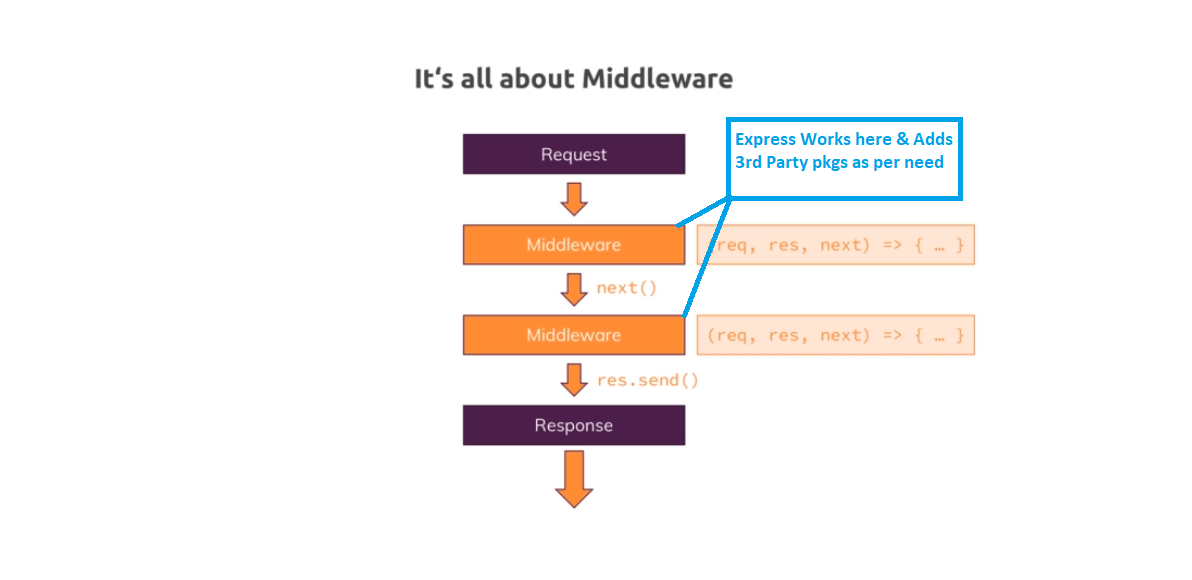 It‘s all about Middleware
Request
Express Works here & Adds
3rd Party pkgs as per need
Middleware
(req, res, next) => { … }
next()
Middleware
(req, res, next) => { … }
res.send()
Response